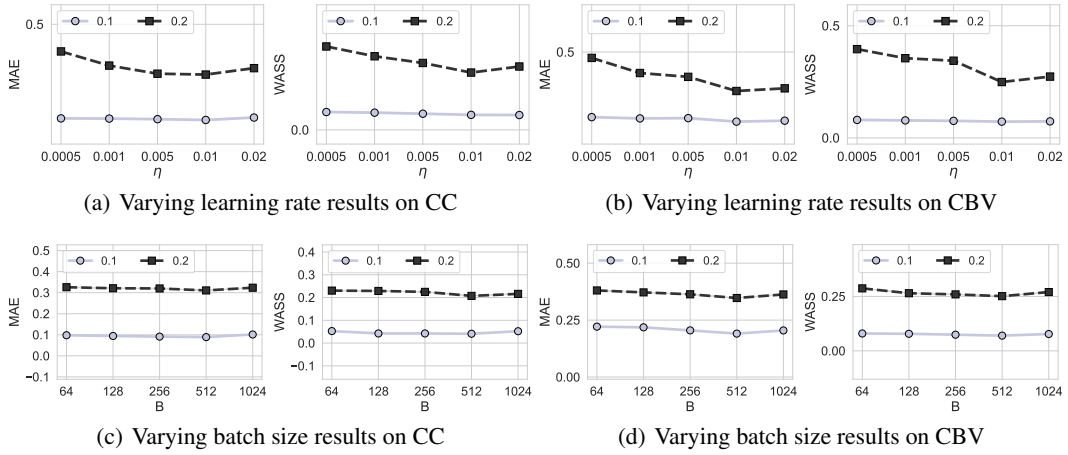 0.1 0.2
0.5
MAE
0.0005 0.001 0.005 0.01 0.02
η
0.1 0.2
WASS
0.0
0.0005 0.001 0.005 0.01 0.02
η
(a) Varying learning rate results on CC
0.1 0.2
0.5
MAE
0.0005 0.001 0.005 0.01 0.02
η
0.1 0.2
0.5
WASS
0.0
0.0005 0.001 0.005 0.01 0.02
η
(b) Varying learning rate results on CBV
0.5
0.1 0.2
0.4
0.3
MAE
0.2
0.1
0.0
−0.1
64 128 256 512 1024
B
0.1 0.2
0.4
0.3
WASS
0.2
0.1
0.0
−0.1
64 128 256 512 1024
B
(c) Varying batch size results on CC
0.1 0.2
0.50
MAE
0.25
0.00
64 128 256 512 1024
B
0.1 0.2
WASS
0.25
0.00
64 128 256 512 1024
B
(d) Varying batch size results on CBV